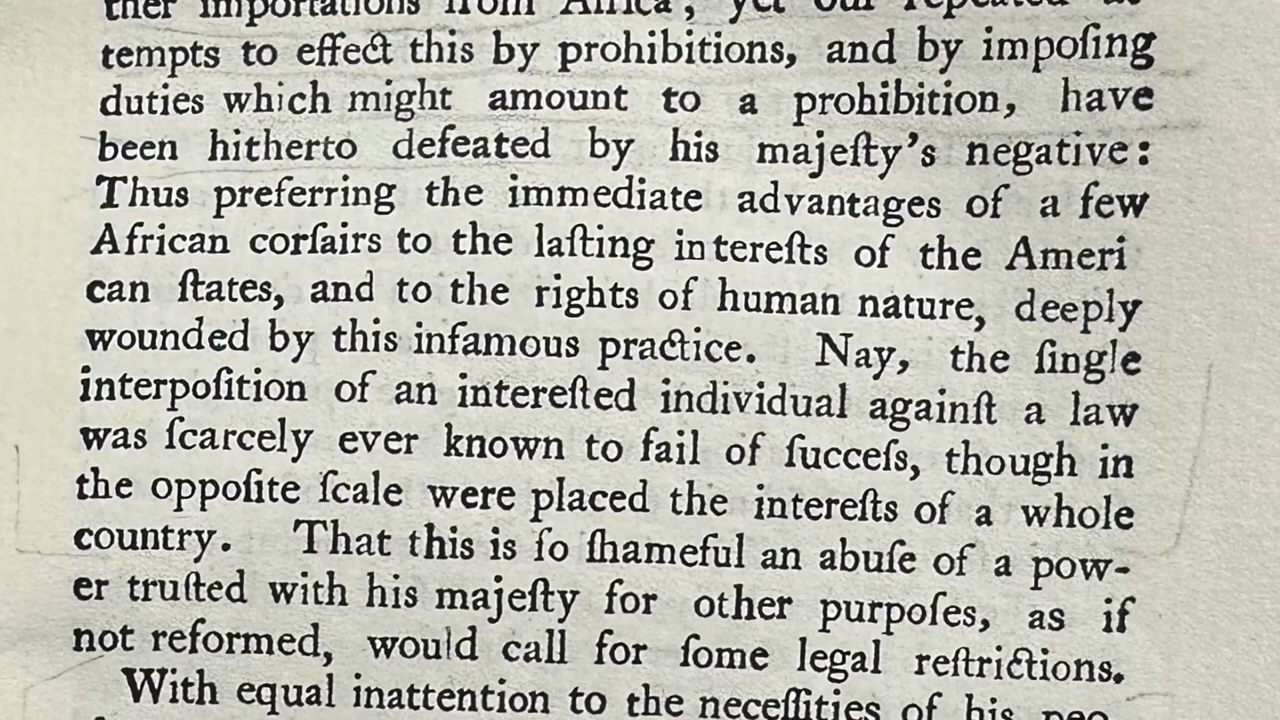 ther importations from Africa; yet our repeated at
tempts to effect this by prohibitions, and by impoſing
duties which might amount to a prohibition, have
been hitherto defeated by his majeſty's negative:
Thus preferring the immediate advantages of a few
African corſairs to the laſting intereſts of the Ameri
can ſtates, and to the rights of human nature, deeply
wounded by this infamous practice. Nay, the ſingle
interpoſition of an intereſted individual againſt a law
was ſcarcely ever known to fail of ſucceſs, though in
the oppoſite ſcale were placed the intereſts of a whole
country. That this is ſo ſhameful an abuſe of a pow-
er truſted with his majeſty for other purpoſes, as if
not reformed, would call for ſome legal reſtrictions.
With equal inattention to the neceſſities of his peo